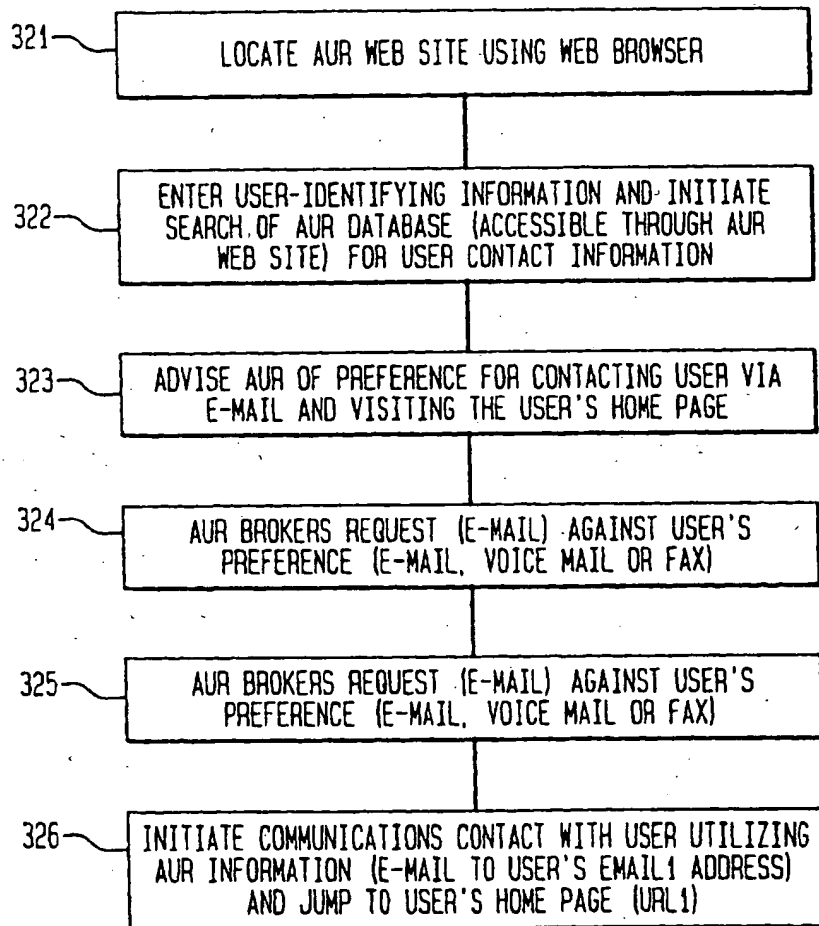 321
LOCATE AUR WEB SITE USING WEB BROWSER
322
ENTER USER-IDENTIFYING INFORMATION AND INITIATE
SEARCH OF AUR DATABASE (ACCESSIBLE THROUGH AUR
WEB SITE) FOR USER CONTACT INFORMATION
323
ADVISE AUR OF PREFERENCE FOR CONTACTING USER VIA
E-MAIL AND VISITING THE USER'S HOME PAGE
324
AUR BROKERS REQUEST (E-MAIL) AGAINST USER'S
PREFERENCE (E-MAIL, VOICE MAIL OR FAX)
325
AUR BROKERS REQUEST (E-MAIL) AGAINST USER'S
PREFERENCE (E-MAIL, VOICE MAIL OR FAX)
326
INITIATE COMMUNICATIONS CONTACT WITH USER UTILIZING
AUR INFORMATION (E-MAIL TO USER'S EMAIL1 ADDRESS)
AND JUMP TO USER'S HOME PAGE (URL1)